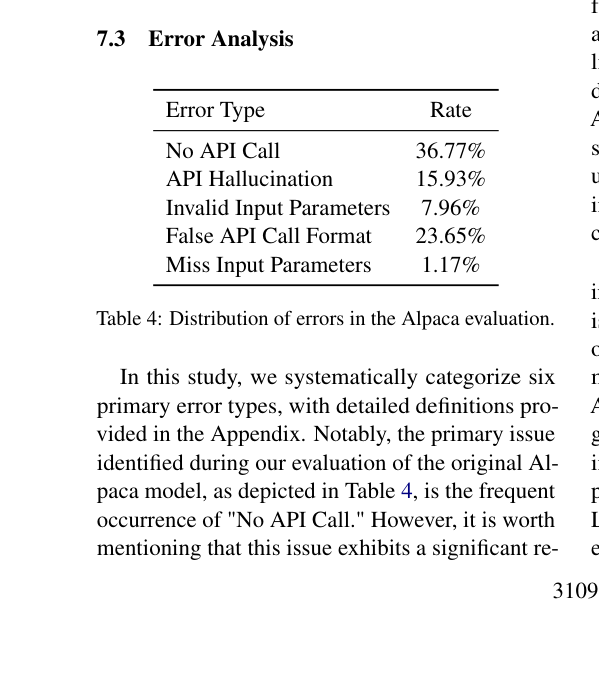 7.3 Error Analysis
Error Type Rate
No API Call 36.77%
API Hallucination 15.93%
Invalid Input Parameters 7.96%
False API Call Format 23.65%
Miss Input Parameters 1.17%
Table 4: Distribution of errors in the Alpaca evaluation.
In this study, we systematically categorize six
primary error types, with detailed definitions pro-
vided in the Appendix. Notably, the primary issue
identified during our evaluation of the original Al-
paca model, as depicted in Table 4, is the frequent
occurrence of "No API Call." However, it is worth
mentioning that this issue exhibits a significant re-
3109